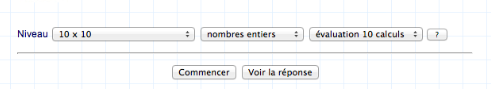 Niveau 10 x 10 nombres entiers évaluation 10 calculs ?
Commencer Voir la réponse